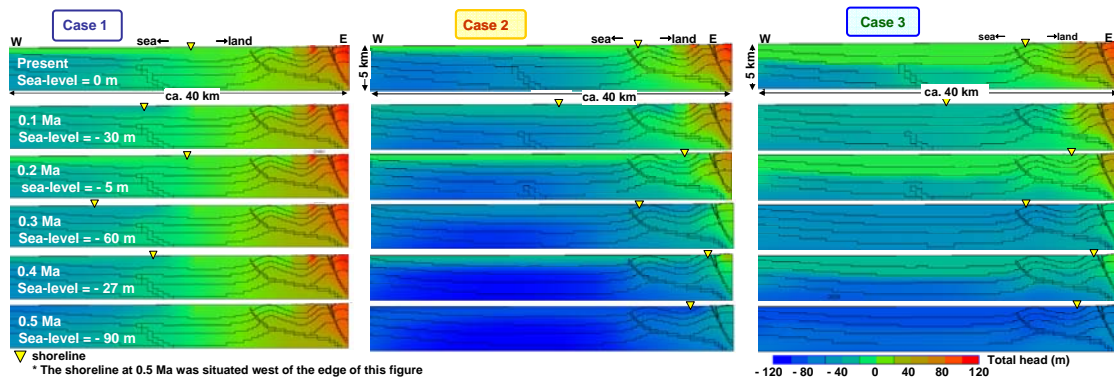 Case 1
Case 2
Case 3
W sea← →land E
W sea← →land E
W sea← →land E
Present
Sea-level = 0 m
5 km
5 km
ca. 40 km
ca. 40 km
ca. 40 km
0.1 Ma
Sea-level = - 30 m
0.2 Ma
sea-level = - 5 m
0.3 Ma
Sea-level = - 60 m
0.4 Ma
Sea-level = - 27 m
0.5 Ma
Sea-level = - 90 m
shoreline
* The shoreline at 0.5 Ma was situated west of the edge of this figure
Total head (m)
- 120 - 80 - 40 0 40 80 120